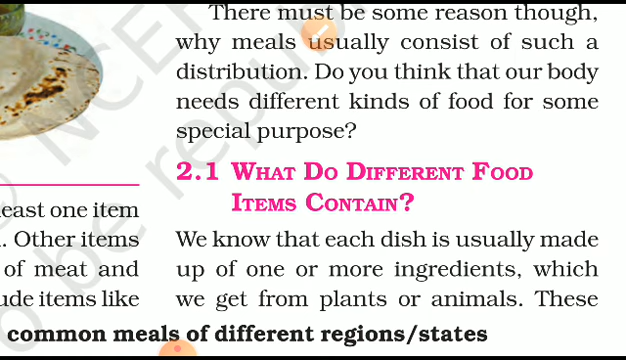 There must be some reason though,
why meals usually consist of such a
distribution. Do you think that our body
needs different kinds of food for some
special purpose?
2.1 What Do Different Food
Items Contain?
We know that each dish is usually made
up of one or more ingredients, which
we get from plants or animals. These
least one item
. Other items
of meat and
ude items like
common meals of different regions/states